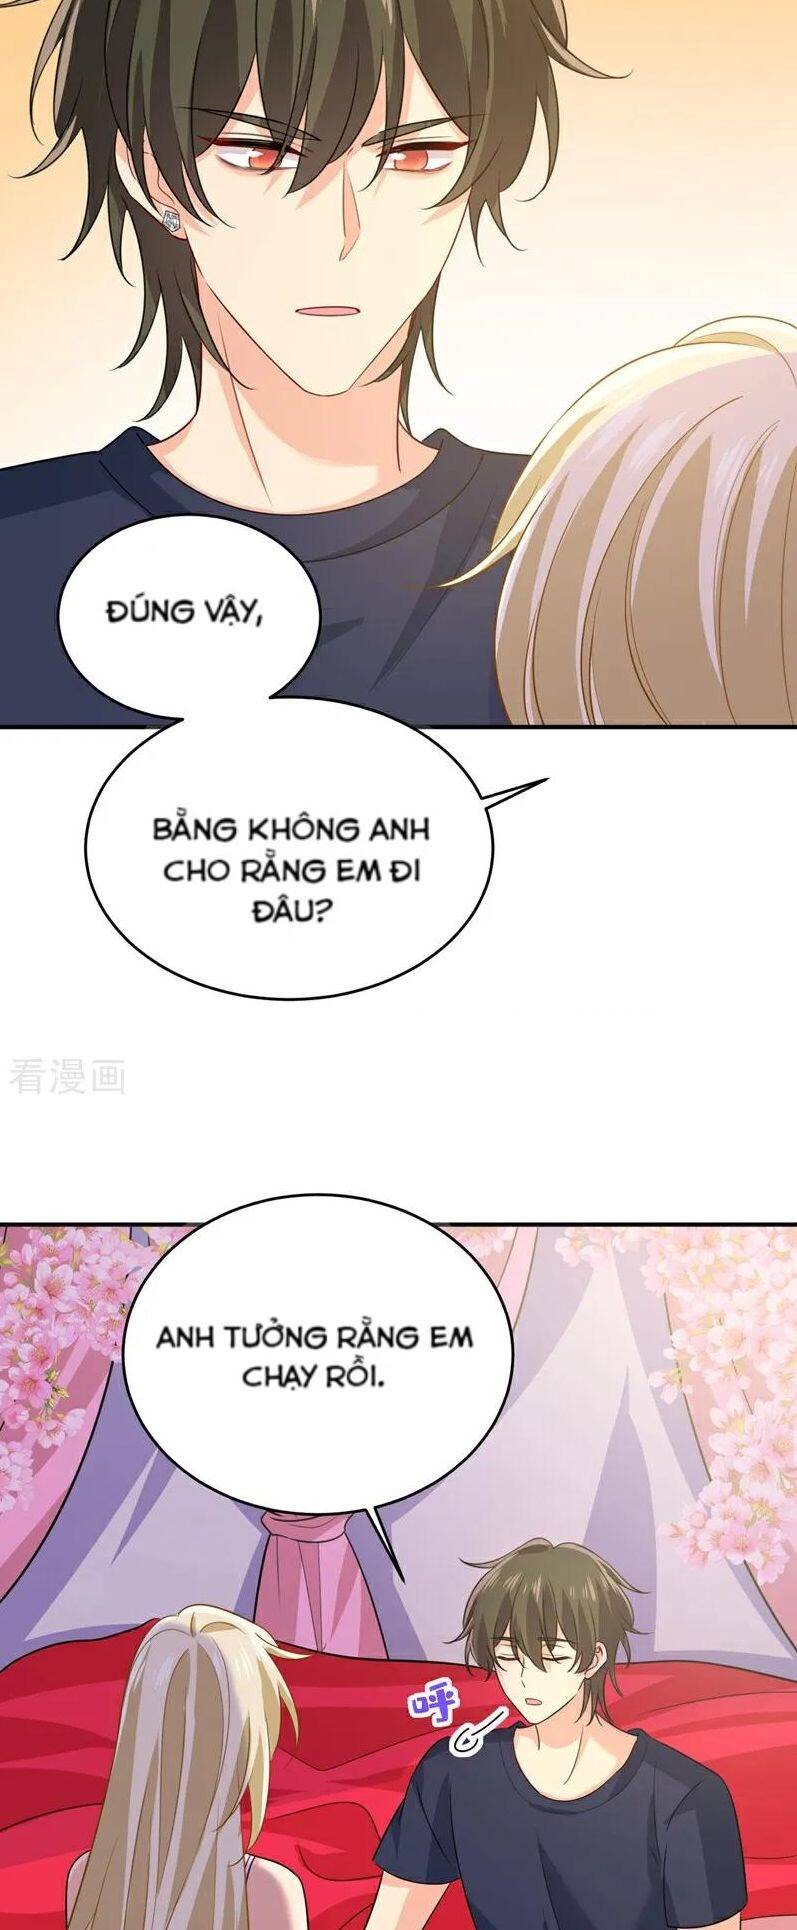 ĐÚNG VẬY,
BẰNG KHÔNG ANH
CHO RẰNG EM ĐI
ĐÂU?
看漫画
ANH TƯỞNG RẰNG EM
CHẠY RỒI.
呼